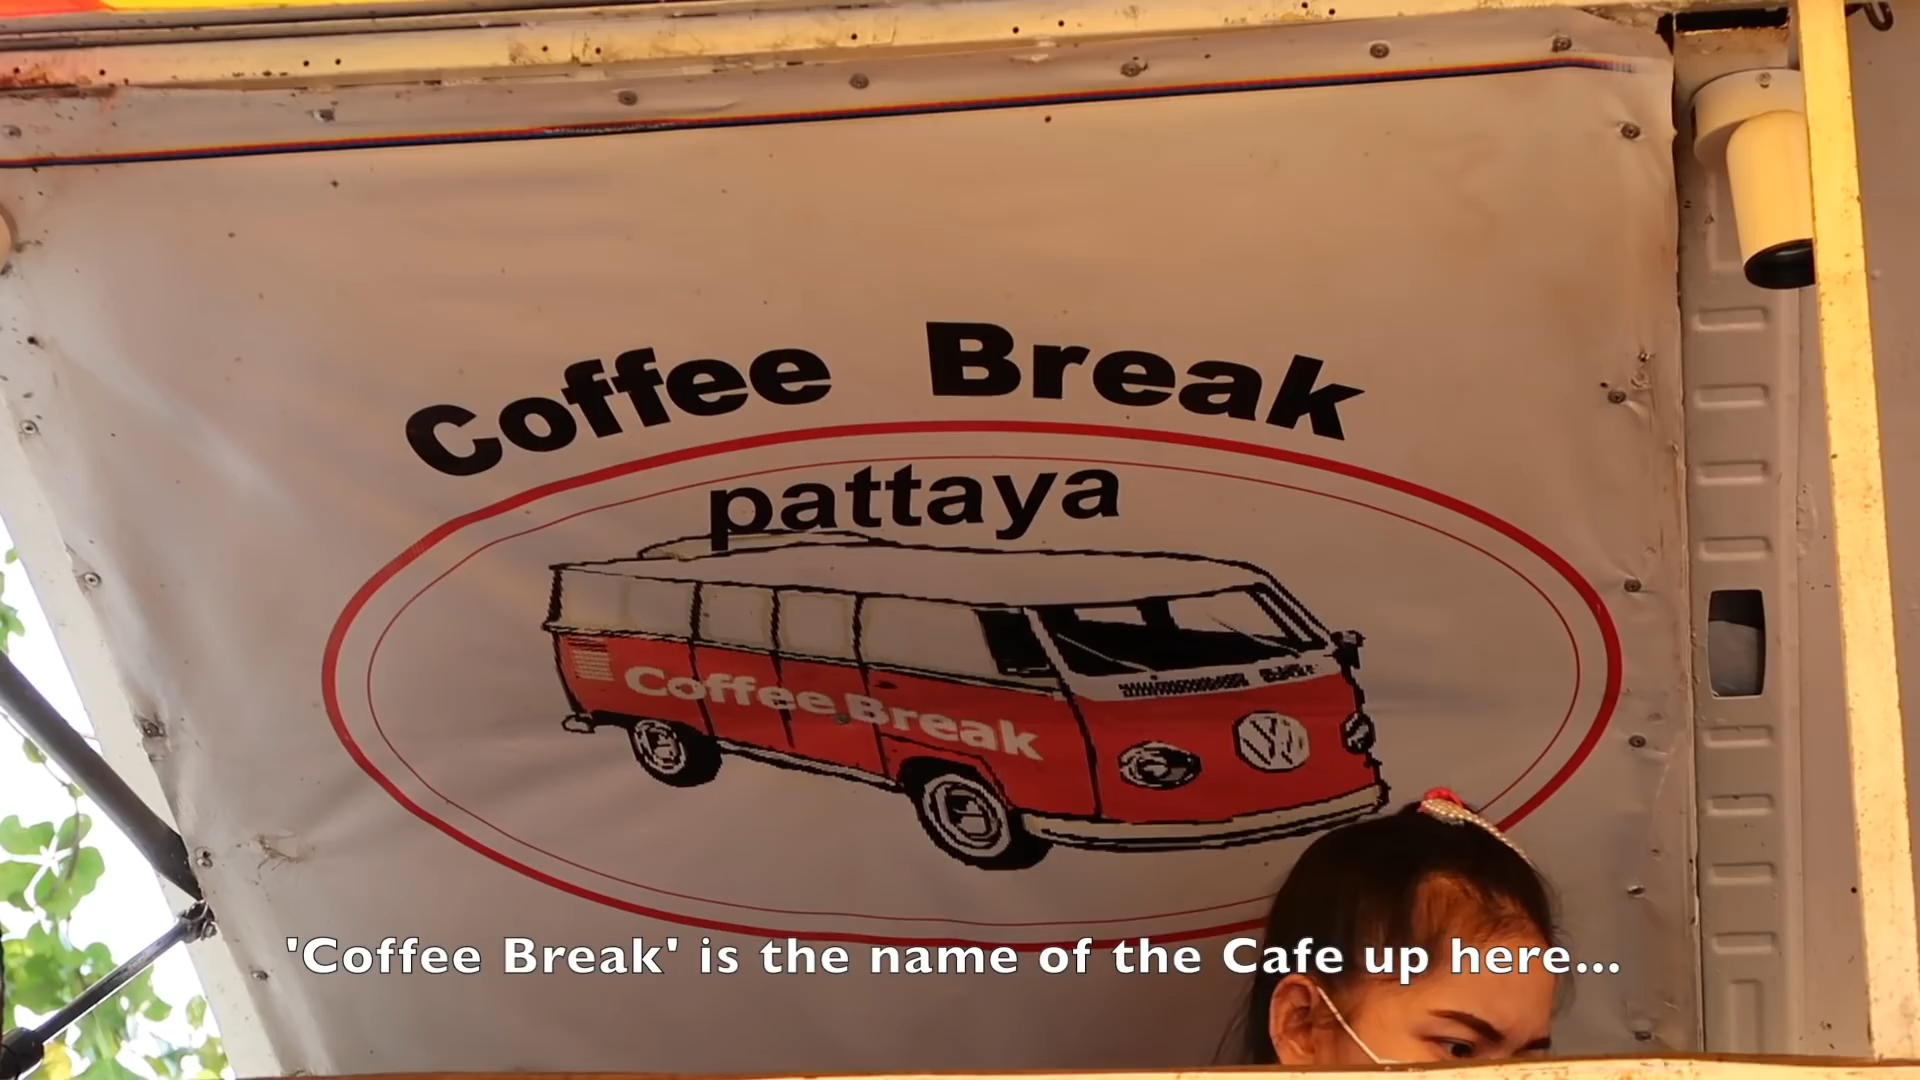 Coffee Break
pattaya
Coffee Break
'Coffee Break' is the name of the Cafe up here...